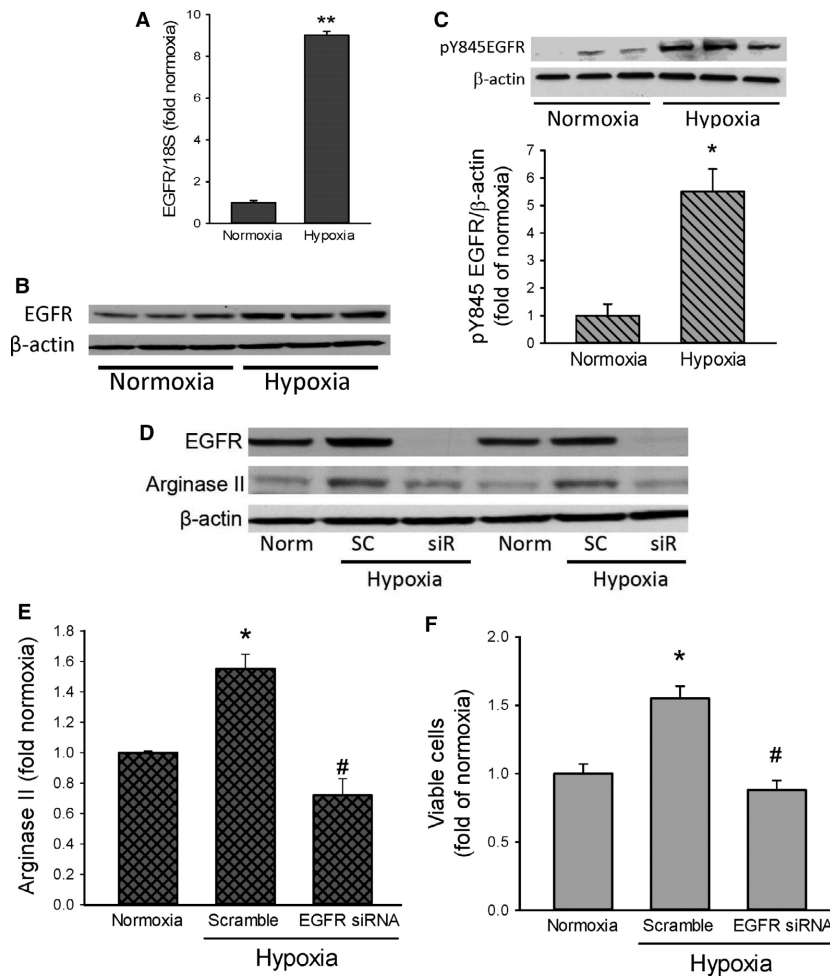 A
EGFR/18S (fold normoxia)
10
8
6
4
2
0
**
Normoxia Hypoxia
B
EGFR
β-actin
Normoxia Hypoxia
C
pY845EGFR
β-actin
Normoxia Hypoxia
pY845 EGFR/β-actin
(fold of normoxia)
7
6
5
4
3
2
1
0
*
Normoxia Hypoxia
D
EGFR
Arginase II
β-actin
Norm SC siR Norm SC siR
Hypoxia Hypoxia
E
Arginase II (fold normoxia)
1.8
1.6
1.4
1.2
1.0
0.8
0.6
0.4
0.2
0.0
*
#
Normoxia Scramble EGFR siRNA
Hypoxia
F
Viable cells
(fold of normoxia)
2.0
1.5
1.0
0.5
0.0
*
#
Normoxia Scramble EGFR siRNA
Hypoxia